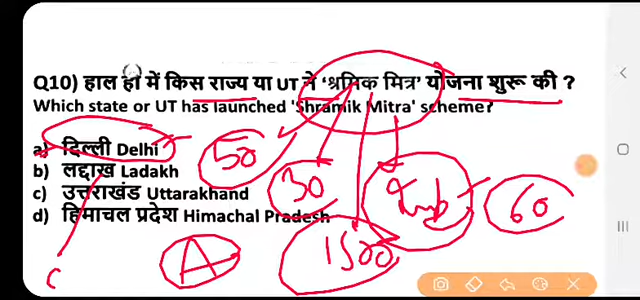 Q10) हाल ही में किस राज्य या UT ने 'श्रमिक मित्र' योजना शुरू की ?
Which state or UT has launched 'Shramik Mitra' scheme?
a) दिल्ली Delhi
50
b) लद्दाख Ladakh
30
60
c) उत्तराखंड Uttarakhand
d) हिमाचल प्रदेश Himachal Pradesh
A
1500